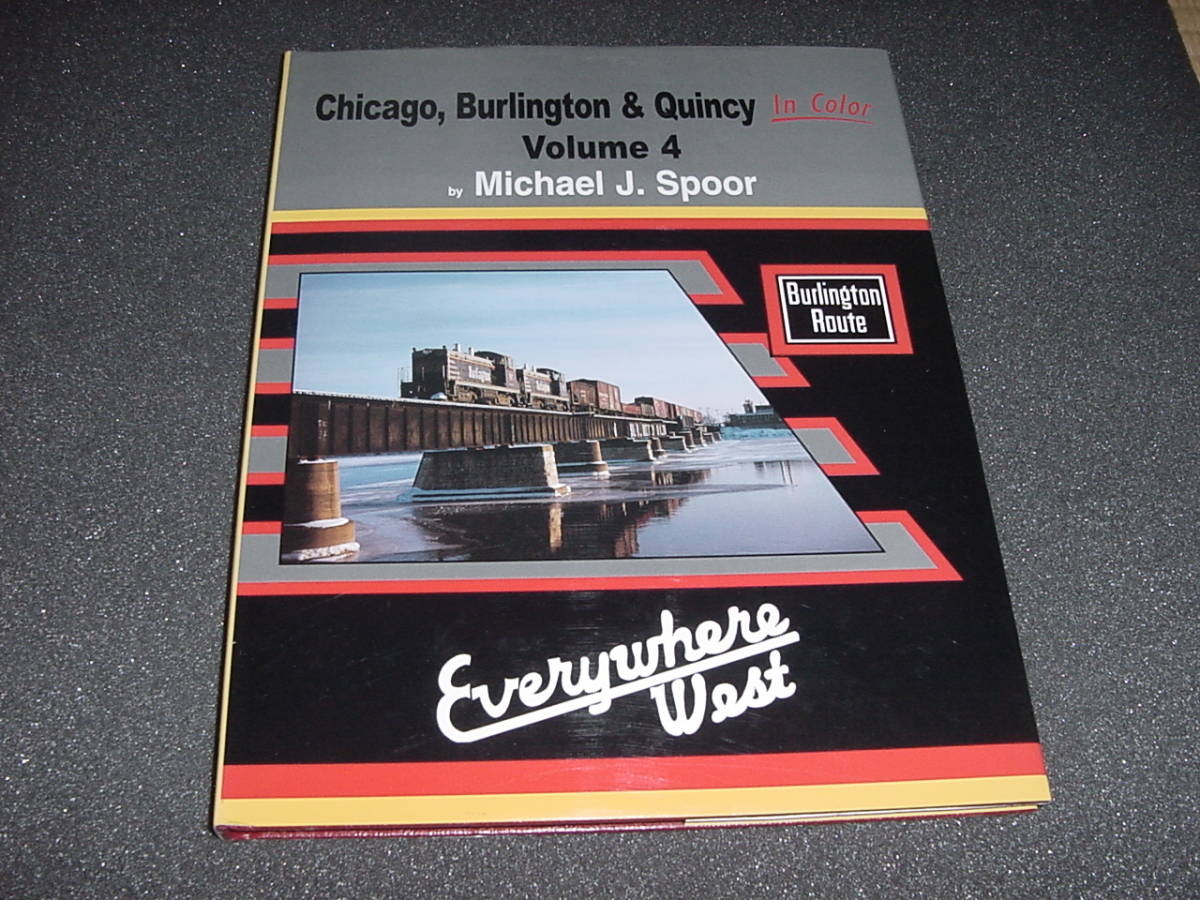 Chicago, Burlington & Quincy In Color
Volume 4
by Michael J. Spoor
Burlington
Route
Everywhere
West